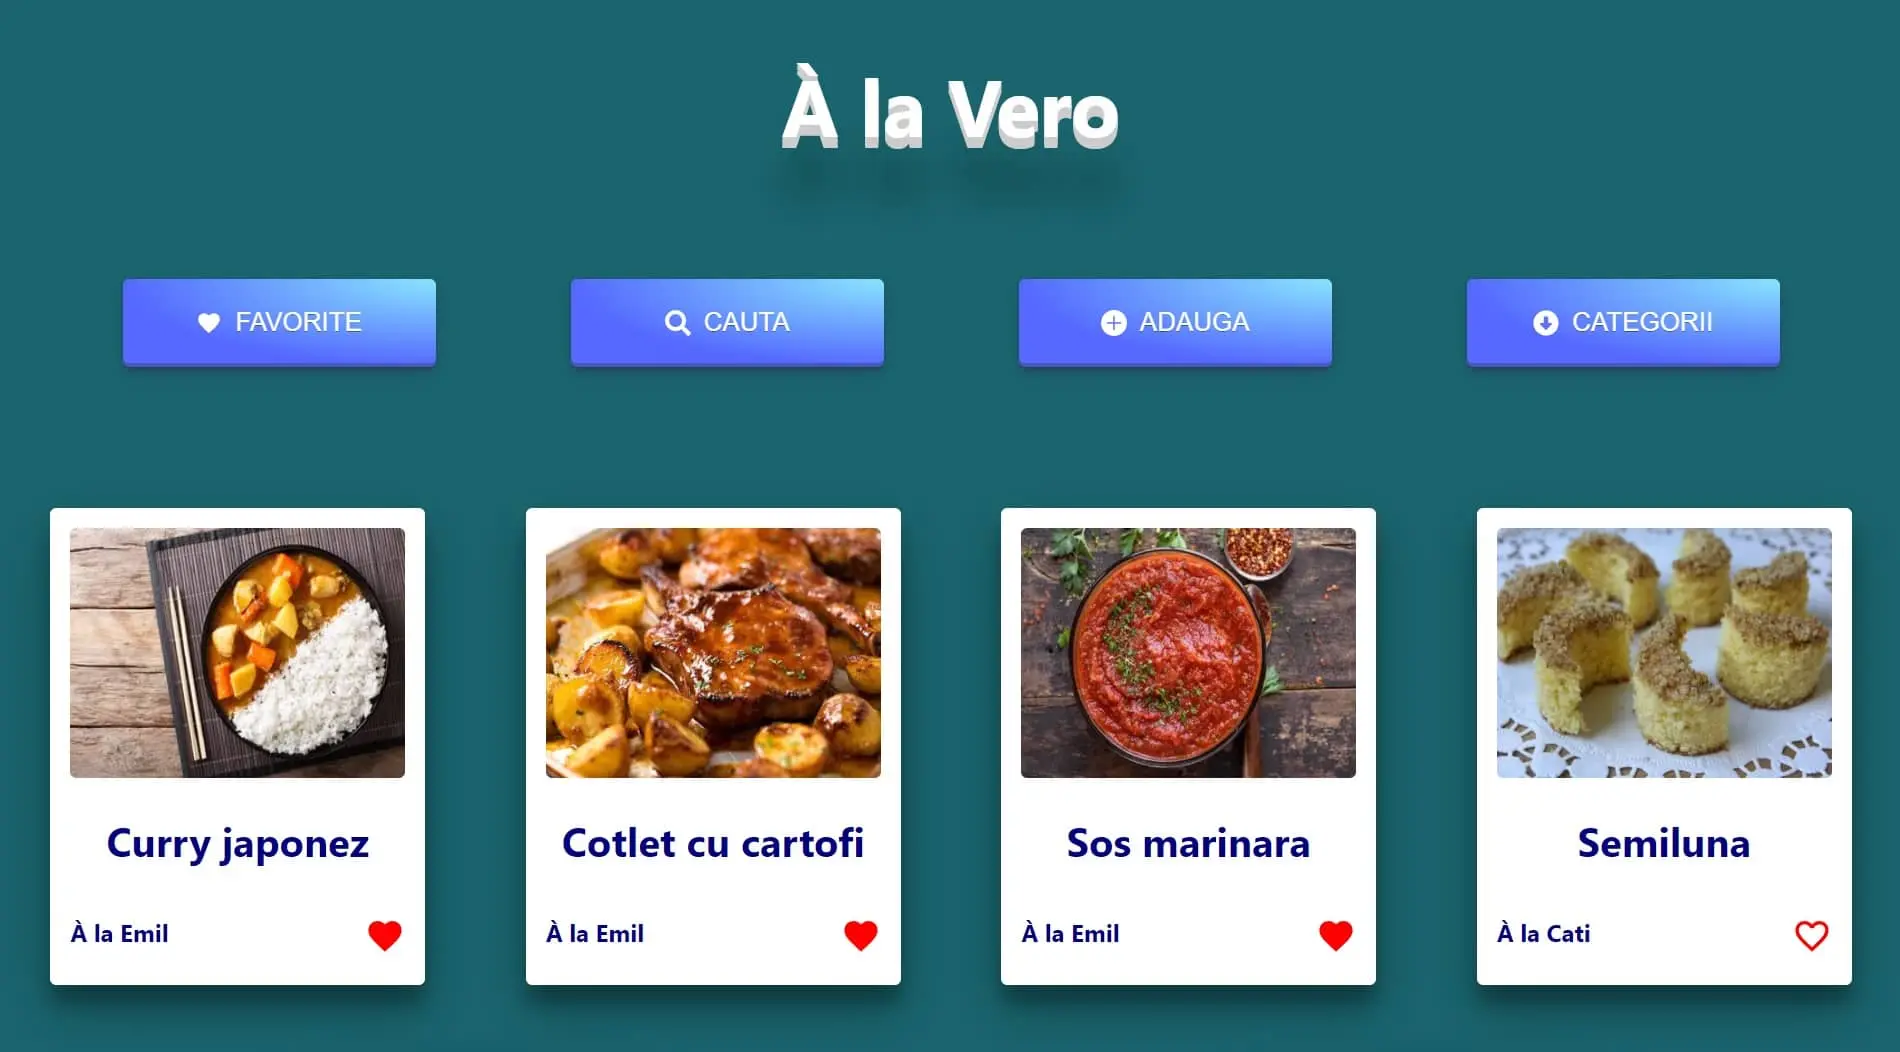 À la Vero
FAVORITE
CAUTA
ADAUGA
CATEGORII
Curry japonez
À la Emil
Cotlet cu cartofi
À la Emil
Sos marinara
À la Emil
Semiluna
À la Cati